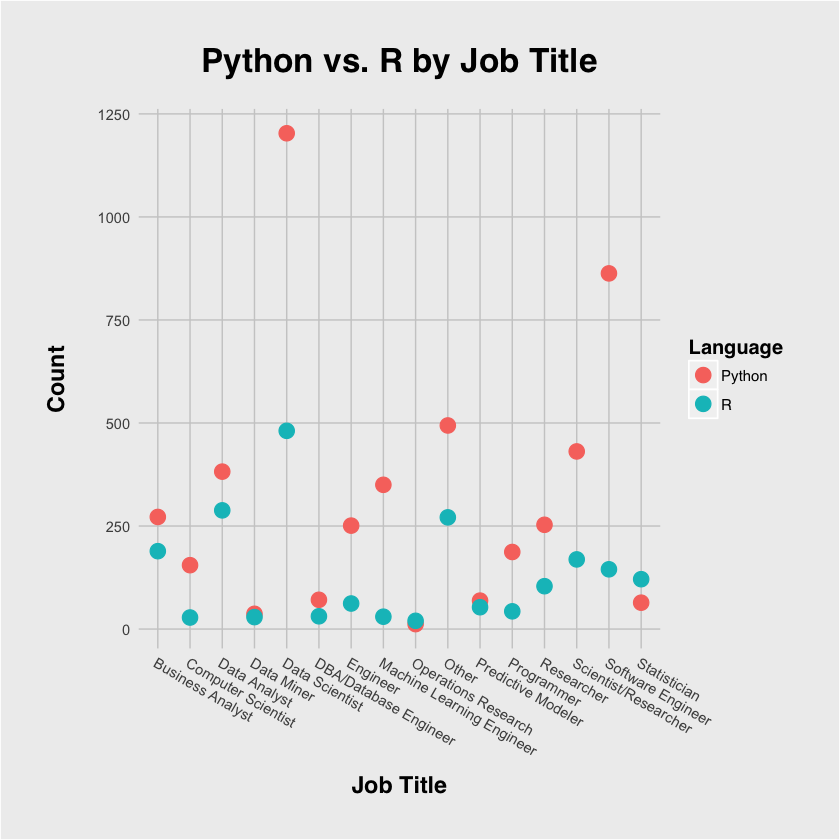 Python vs. R by Job Title
1250
1000
750
500
250
0
Count
Business Analyst
Computer Scientist
Data Analyst
Data Miner
Data Scientist
DBA/Database Engineer
Engineer
Machine Learning Engineer
Operations Research
Other
Predictive Modeler
Programmer
Researcher
Scientist/Researcher
Software Engineer
Statistician
Job Title
Language
Python
R